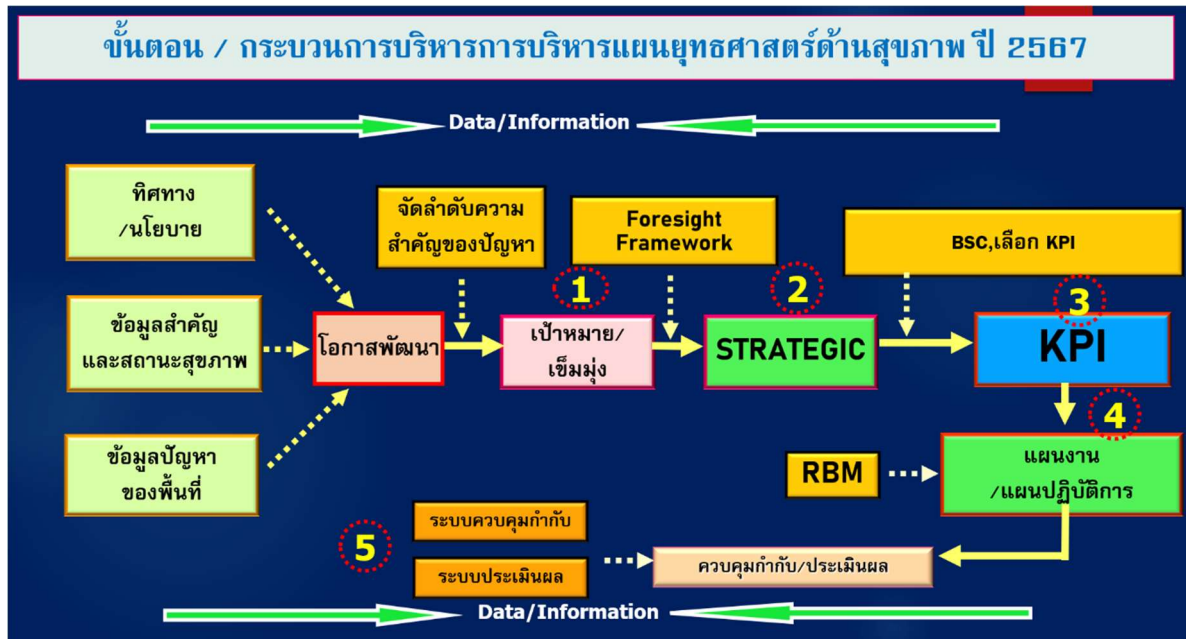 ขั้นตอน / กระบวนการบริหารการบริหารแผนยุทธศาสตร์ด้านสุขภาพ ปี 2567
Data/Information
ทิศทาง
/นโยบาย
จัดลำดับความ
สำคัญของปัญหา
Foresight
Framework
BSC,เลือก KPI
1
2
3
ข้อมูลสำคัญ
และสถานะสุขภาพ
โอกาสพัฒนา
เป้าหมาย/
เข็มมุ่ง
STRATEGIC
KPI
4
ข้อมูลปัญหา
ของพื้นที่
RBM
แผนงาน
/แผนปฏิบัติการ
5
ระบบควบคุมกำกับ
ระบบประเมินผล
ควบคุมกำกับ/ประเมินผล
Data/Information